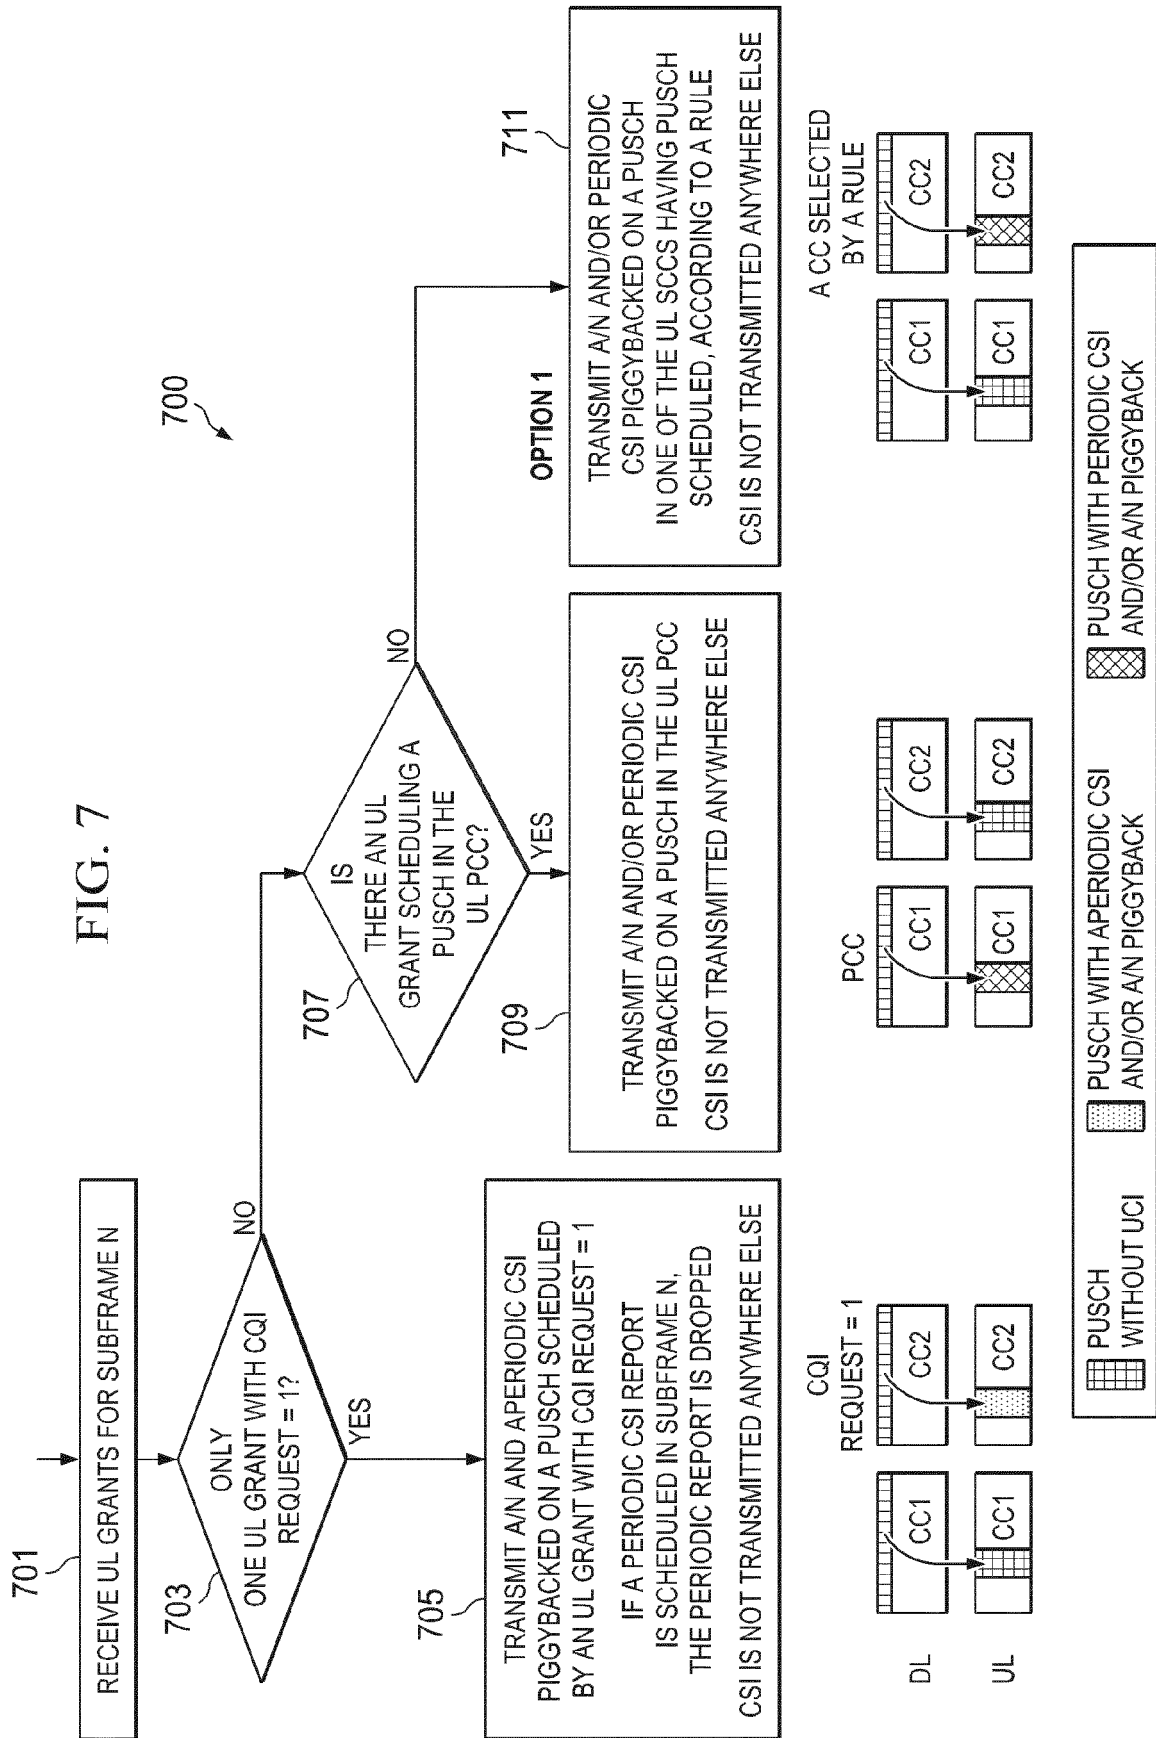 FIG. 7
700
701
RECEIVE UL GRANTS FOR SUBFRAME N
703
ONLY
ONE UL GRANT WITH CQI
REQUEST = 1?
NO
YES
705
TRANSMIT A/N AND APERIODIC CSI
PIGGYBACKED ON A PUSCH SCHEDULED
BY AN UL GRANT WITH CQI REQUEST = 1
IF A PERIODIC CSI REPORT
IS SCHEDULED IN SUBFRAME N,
THE PERIODIC REPORT IS DROPPED
CSI IS NOT TRANSMITTED ANYWHERE ELSE
707
IS
THERE AN UL
GRANT SCHEDULING A
PUSCH IN THE
UL PCC?
NO
YES
709
TRANSMIT A/N AND/OR PERIODIC CSI
PIGGYBACKED ON A PUSCH IN THE UL PCC
CSI IS NOT TRANSMITTED ANYWHERE ELSE
OPTION 1
711
TRANSMIT A/N AND/OR PERIODIC
CSI PIGGYBACKED ON A PUSCH
IN ONE OF THE UL SCCS HAVING PUSCH
SCHEDULED, ACCORDING TO A RULE
CSI IS NOT TRANSMITTED ANYWHERE ELSE
CQI
REQUEST = 1
PCC
A CC SELECTED
BY A RULE
DL
CC1
CC2
CC1
CC2
CC1
CC2
UL
CC1
CC2
CC1
CC2
CC1
CC2
PUSCH
WITHOUT UCI
PUSCH WITH APERIODIC CSI
AND/OR A/N PIGGYBACK
PUSCH WITH PERIODIC CSI
AND/OR A/N PIGGYBACK